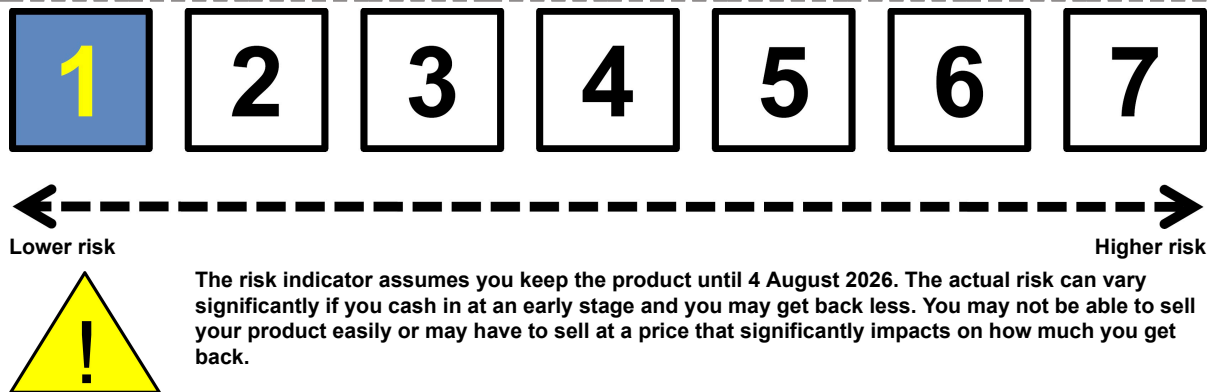 1 2 3 4 5 6 7
Lower risk Higher risk
The risk indicator assumes you keep the product until 4 August 2026. The actual risk can vary
significantly if you cash in at an early stage and you may get back less. You may not be able to sell
your product easily or may have to sell at a price that significantly impacts on how much you get
back.
!